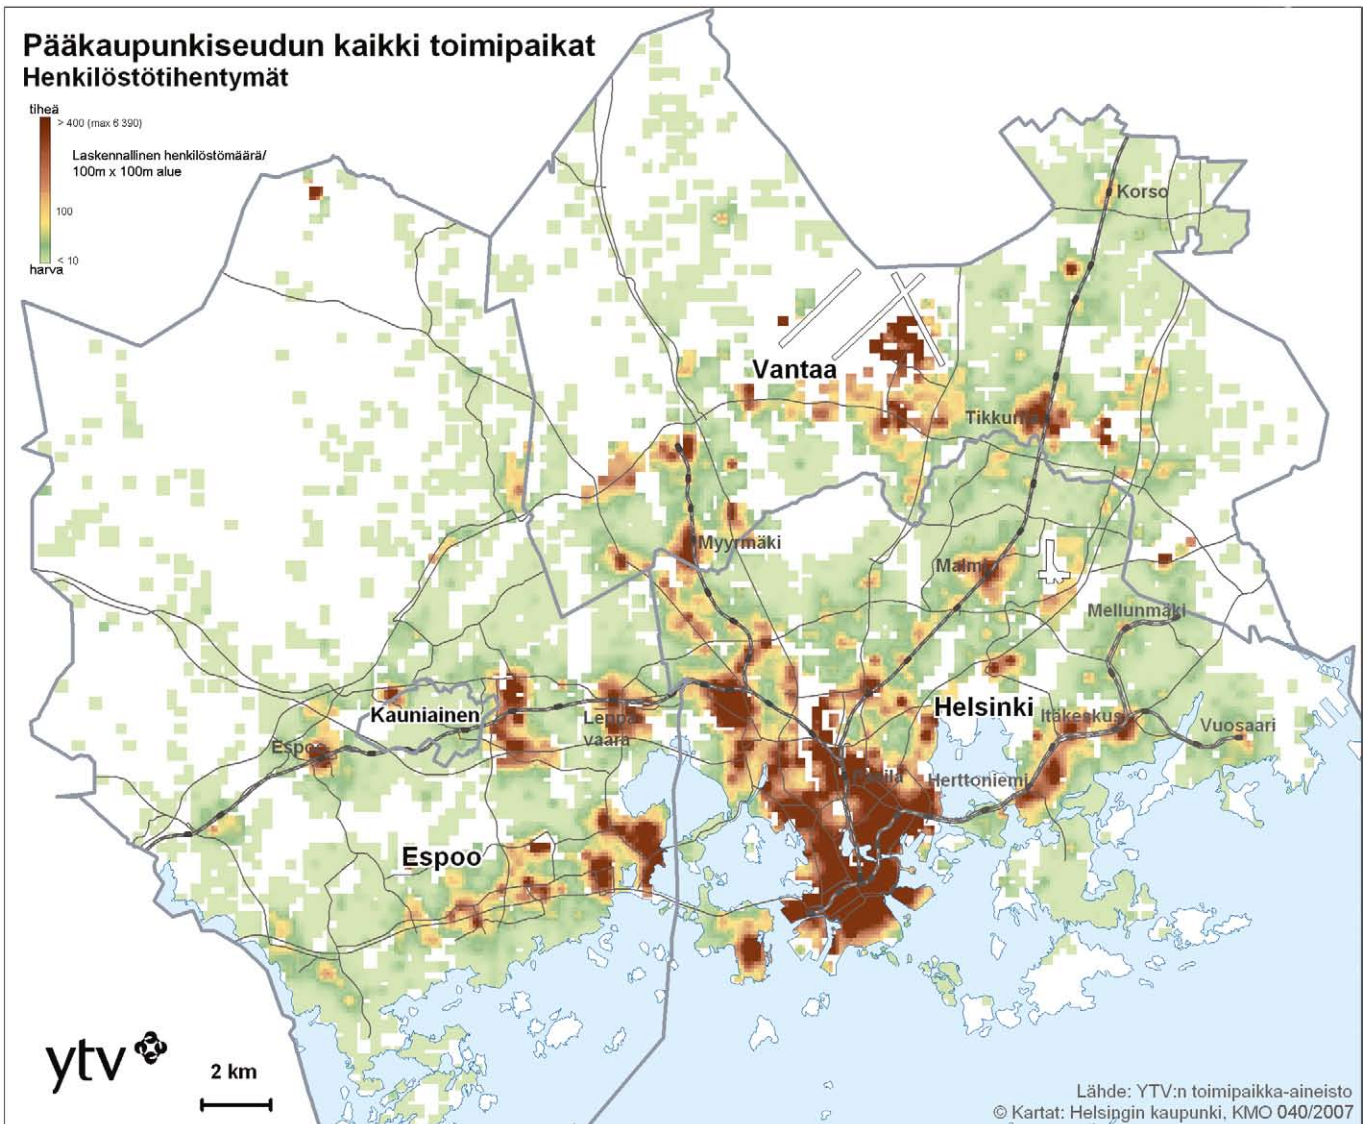 Pääkaupunkiseudun kaikki toimipaikat
Henkilöstötihentymät
tiheä
> 400 (max 6 390)
Laskennallinen henkilöstömäärä/
100m x 100m alue
100
< 10
harva
Korso
Vantaa
Tikkurila
Myyrmäki
Malmi
Mellunmäki
Kauniainen
Helsinki
Itäkeskus
Leppä-
vaara
Vuosaari
Espoo
Pasila
Herttoniemi
Espoo
ytv
2 km
Lähde: YTV:n toimipaikka-aineisto
© Kartat: Helsingin kaupunki, KMO 040/2007